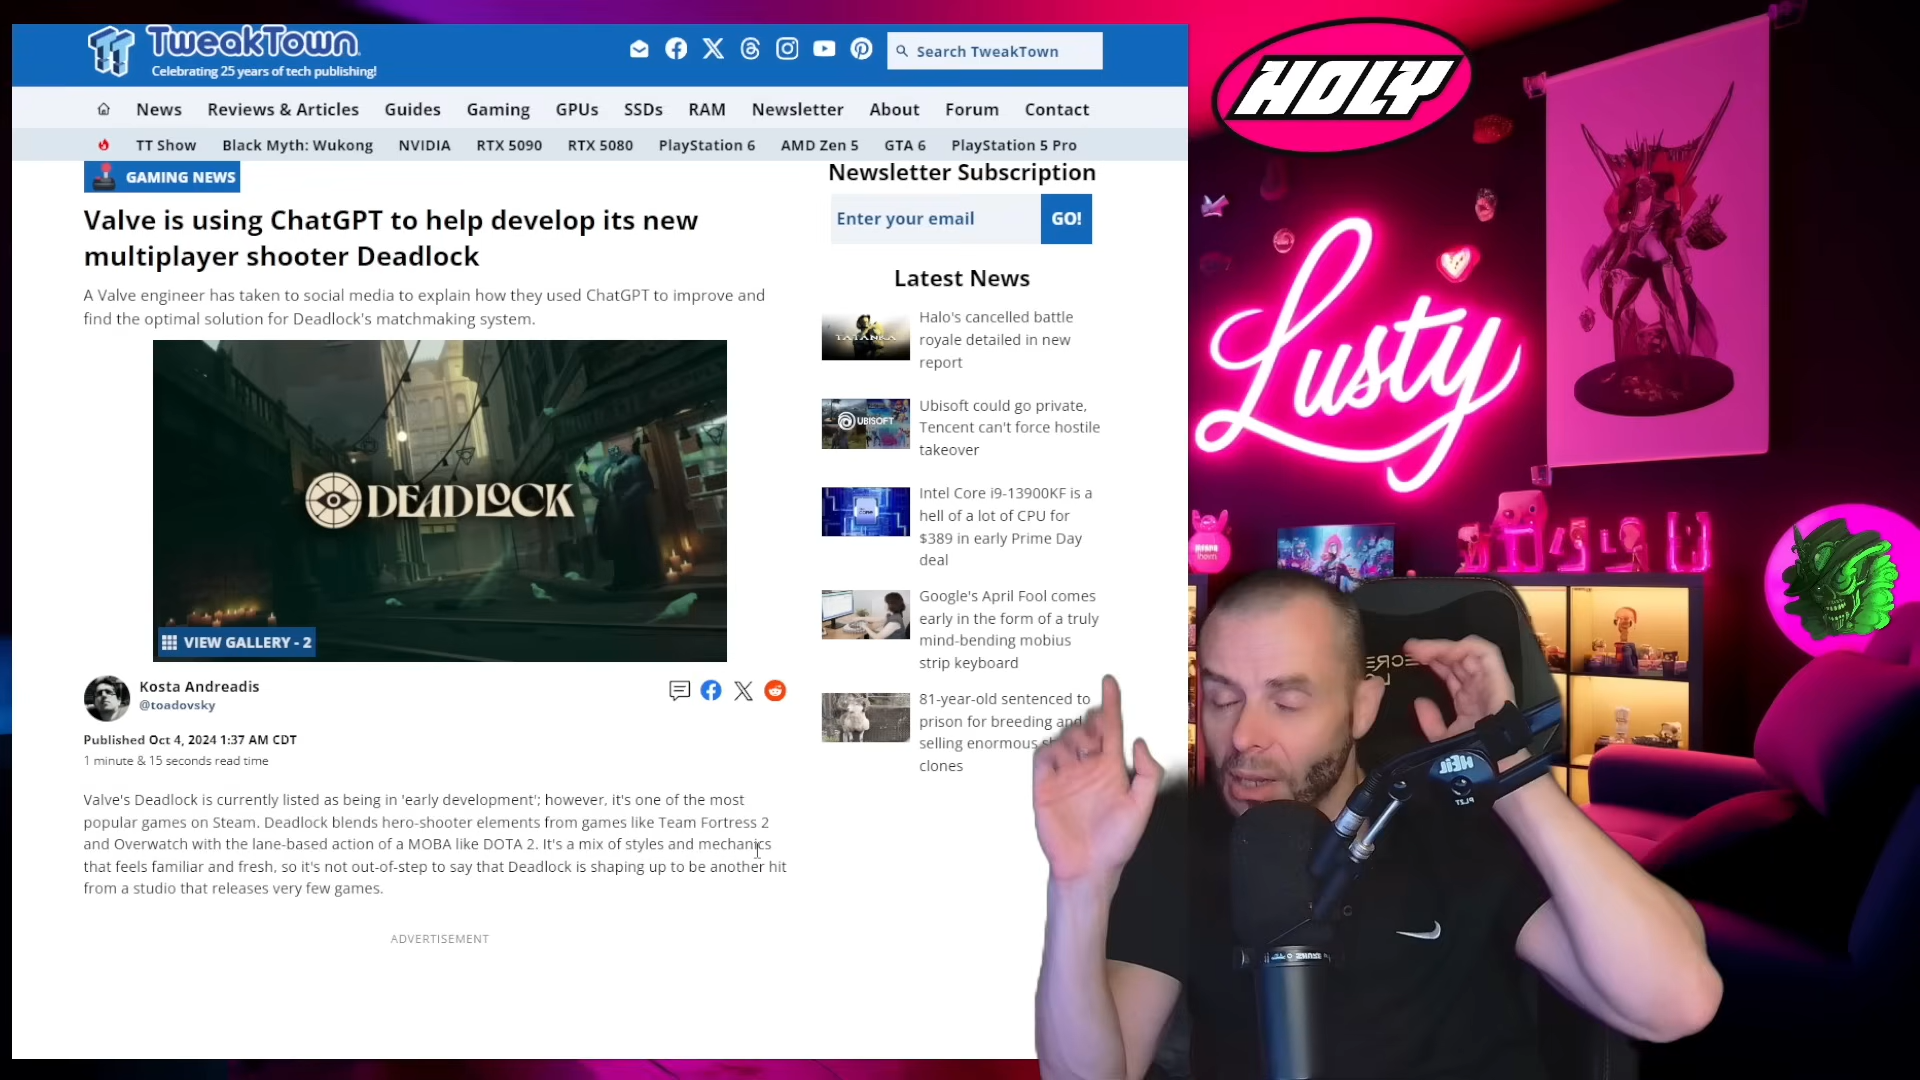 TweakTown
Celebrating 25 years of tech publishing!
Search TweakTown
News Reviews & Articles Guides Gaming GPUs SSDs RAM Newsletter About Forum Contact
TT Show Black Myth: Wukong NVIDIA RTX 5090 RTX 5080 PlayStation 6 AMD Zen 5 GTA 6 PlayStation 5 Pro
GAMING NEWS
Valve is using ChatGPT to help develop its new
multiplayer shooter Deadlock
A Valve engineer has taken to social media to explain how they used ChatGPT to improve and
find the optimal solution for Deadlock's matchmaking system.
DEADLOCK
VIEW GALLERY - 2
Kosta Andreadis
@toadovsky
Published Oct 4, 2024 1:37 AM CDT
1 minute & 15 seconds read time
Valve's Deadlock is currently listed as being in 'early development'; however, it's one of the most
popular games on Steam. Deadlock blends hero-shooter elements from games like Team Fortress 2
and Overwatch with the lane-based action of a MOBA like DOTA 2. It's a mix of styles and mechanics
that feels familiar and fresh, so it's not out-of-step to say that Deadlock is shaping up to be another hit
from a studio that releases very few games.
ADVERTISEMENT
Newsletter Subscription
Enter your email GO!
Latest News
TATANKA
Halo's cancelled battle
royale detailed in new
report
UBISOFT
Ubisoft could go private,
Tencent can't force hostile
takeover
Intel Core i9-13900KF is a
hell of a lot of CPU for
$389 in early Prime Day
deal
Google's April Fool comes
early in the form of a truly
mind-bending mobius
strip keyboard
81-year-old sentenced to
prison for breeding and
selling enormous
clones
HOLY
Lusty
HEIL
PL2T